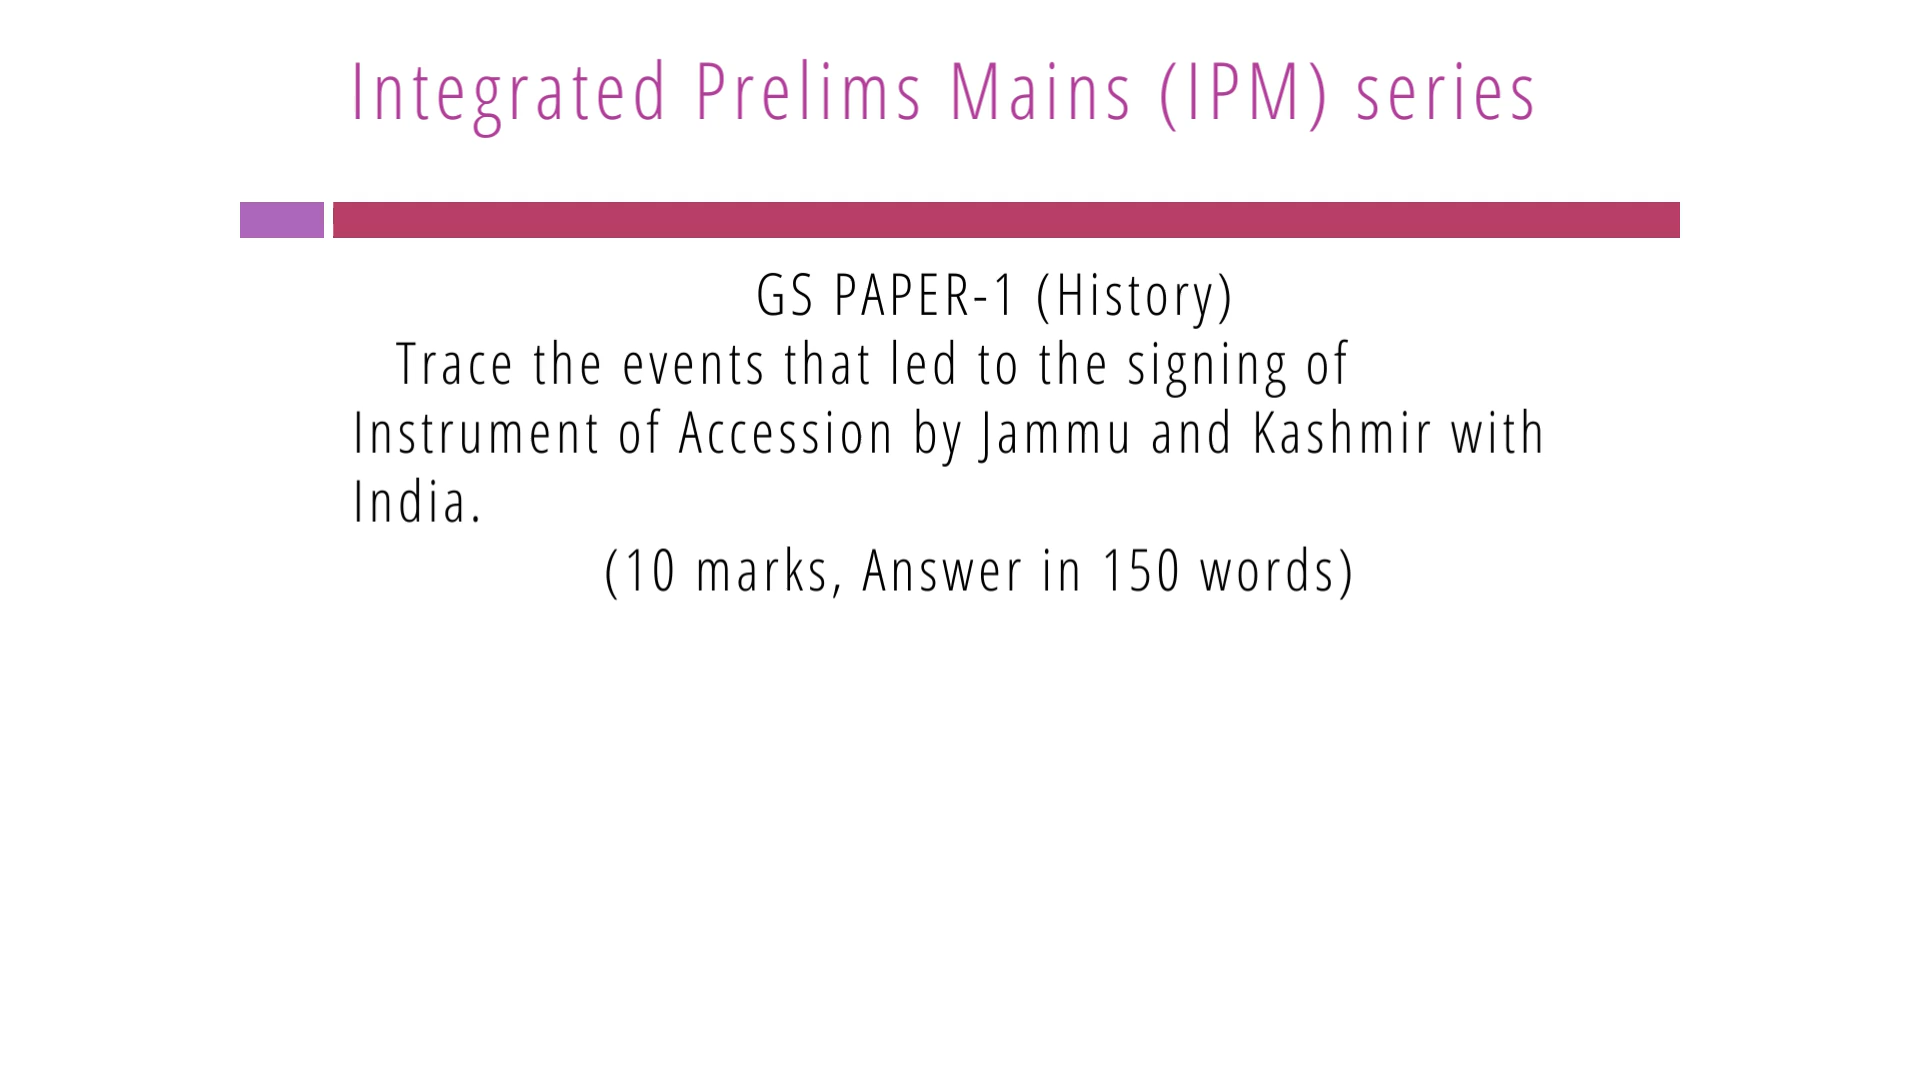 Integrated Prelims Mains (IPM) series
GS PAPER-1 (History)
Trace the events that led to the signing of
Instrument of Accession by Jammu and Kashmir with
India.
(10 marks, Answer in 150 words)